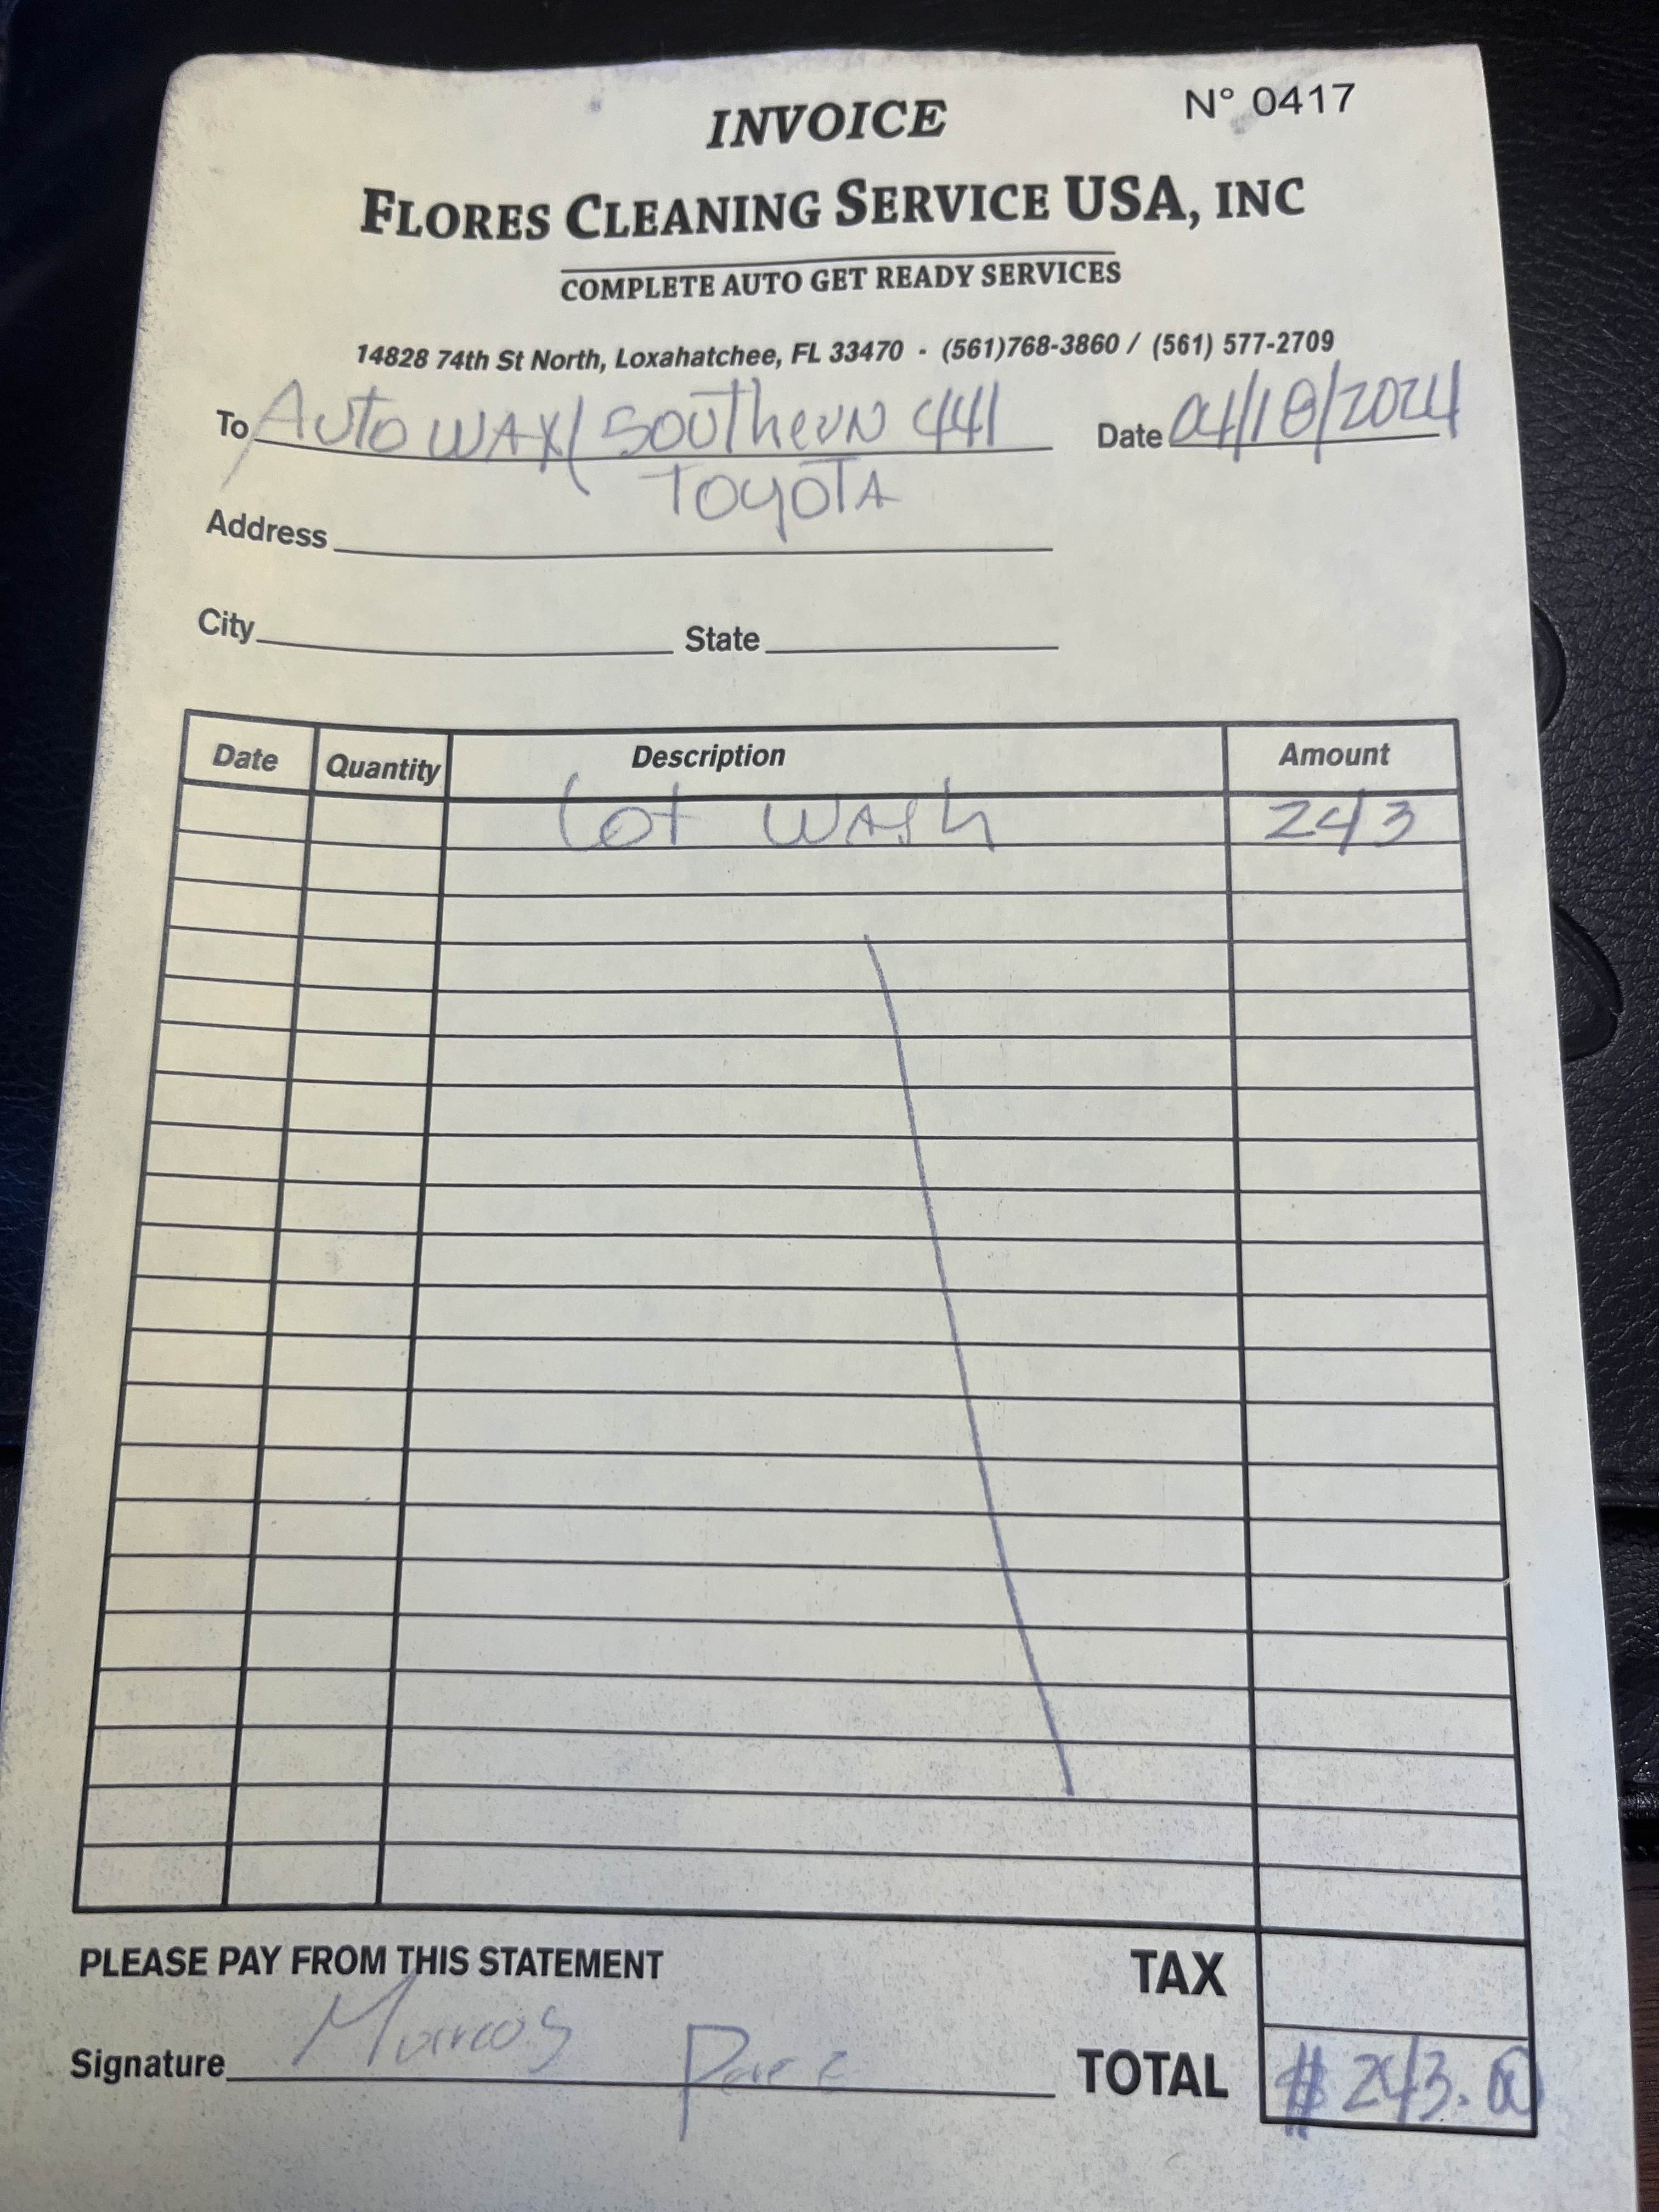 INVOICE
N° 0417
FLORES CLEANING SERVICE USA, INC
COMPLETE AUTO GET READY SERVICES
14828 74th St North, Loxahatchee, FL 33470 - (561)768-3860 / (561) 577-2709
To Auto WAX/ SOUTHERN 441 Date 04/18/2024
TOYOTA
Address
City State
Date Quantity Description Amount
Lot WASh 243
PLEASE PAY FROM THIS STATEMENT TAX
Signature Marcos TOTAL $ 243.00